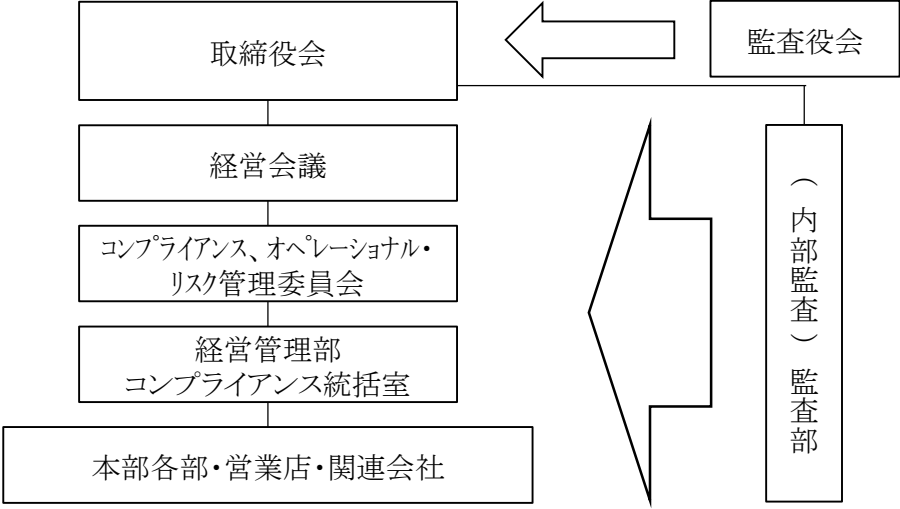 取締役会
監査役会
経営会議
コンプライアンス、オペレーショナル・
リスク管理委員会
経営管理部
コンプライアンス統括室
本部各部・営業店・関連会社
（内部監査）監査部